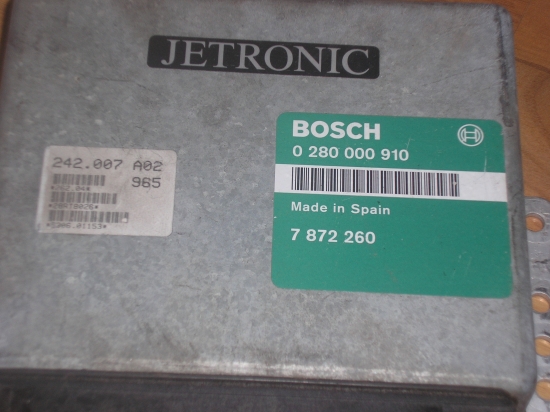 JETRONIC
BOSCH
0 280 000 910
Made in Spain
7 872 260
242.007 A02
965